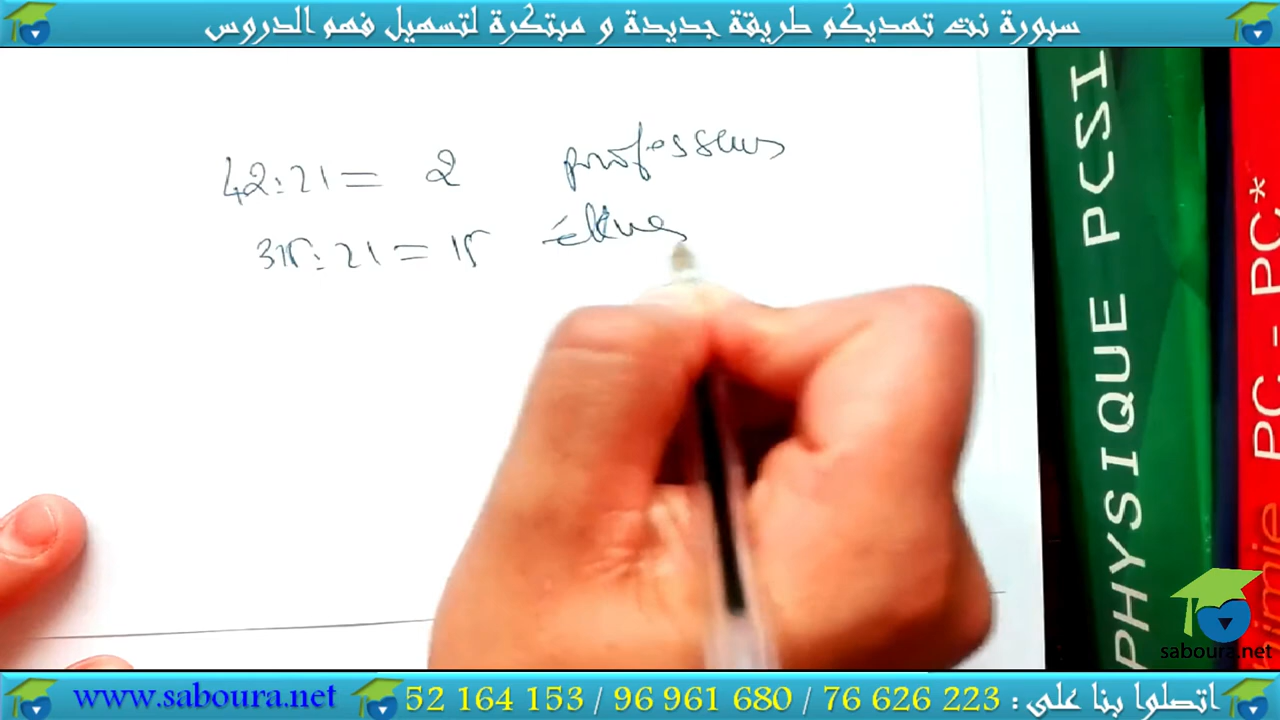 سبورة نت تهديكم طريقة جديدة و مبتكرة لتسهيل فهم الدروس
42:21= 2 professeurs
315:21=15 élèves
PHYSIQUE PCSI
Chimie PC - PC*
saboura.net
www.saboura.net 52 164 153 / 96 961 680 / 76 626 223 : اتصلوا بنا على